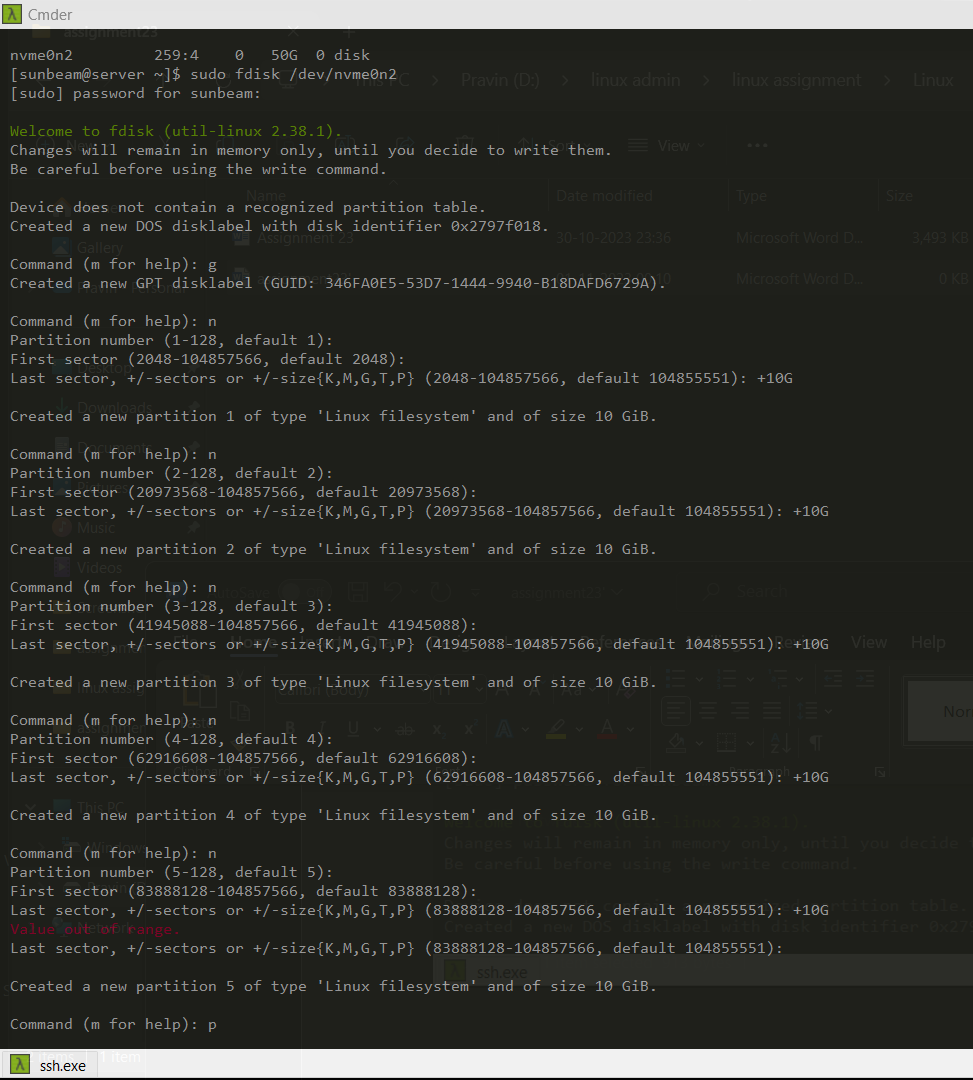 Cmder
nvme0n2         259:4    0   50G  0 disk
[sunbeam@server ~]$ sudo fdisk /dev/nvme0n2
[sudo] password for sunbeam:
Welcome to fdisk (util-linux 2.38.1).
Changes will remain in memory only, until you decide to write them.
Be careful before using the write command.
Device does not contain a recognized partition table.
Created a new DOS disklabel with disk identifier 0x2797f018.
Command (m for help): g
Created a new GPT disklabel (GUID: 346FA0E5-53D7-1444-9940-B18DAFD6729A).
Command (m for help): n
Partition number (1-128, default 1):
First sector (2048-104857566, default 2048):
Last sector, +/-sectors or +/-size{K,M,G,T,P} (2048-104857566, default 104855551): +10G
Created a new partition 1 of type 'Linux filesystem' and of size 10 GiB.
Command (m for help): n
Partition number (2-128, default 2):
First sector (20973568-104857566, default 20973568):
Last sector, +/-sectors or +/-size{K,M,G,T,P} (20973568-104857566, default 104855551): +10G
Created a new partition 2 of type 'Linux filesystem' and of size 10 GiB.
Command (m for help): n
Partition number (3-128, default 3):
First sector (41945088-104857566, default 41945088):
Last sector, +/-sectors or +/-size{K,M,G,T,P} (41945088-104857566, default 104855551): +10G
Created a new partition 3 of type 'Linux filesystem' and of size 10 GiB.
Command (m for help): n
Partition number (4-128, default 4):
First sector (62916608-104857566, default 62916608):
Last sector, +/-sectors or +/-size{K,M,G,T,P} (62916608-104857566, default 104855551): +10G
Created a new partition 4 of type 'Linux filesystem' and of size 10 GiB.
Command (m for help): n
Partition number (5-128, default 5):
First sector (83888128-104857566, default 83888128):
Last sector, +/-sectors or +/-size{K,M,G,T,P} (83888128-104857566, default 104855551): +10G
Value out of range.
Last sector, +/-sectors or +/-size{K,M,G,T,P} (83888128-104857566, default 104855551):
Created a new partition 5 of type 'Linux filesystem' and of size 10 GiB.
Command (m for help): p
ssh.exe